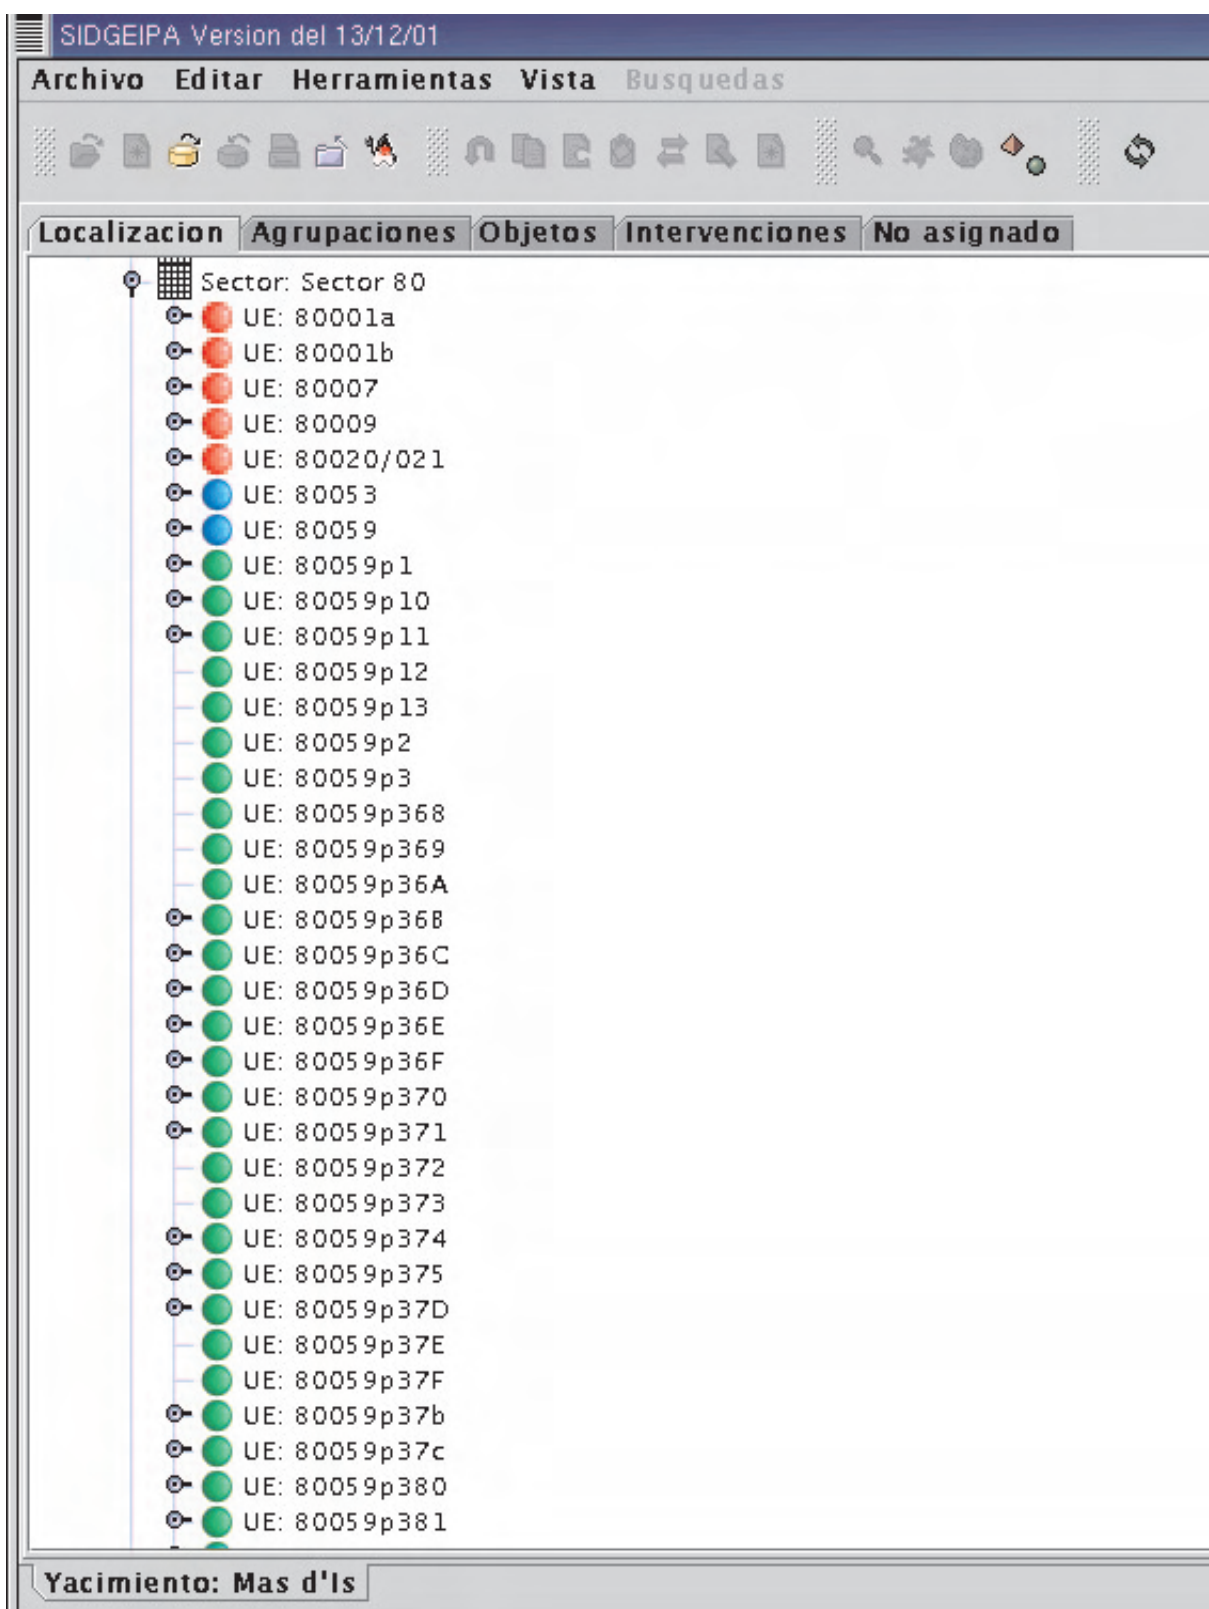 SIDGEIPA Version del 13/12/01
Archivo Editar Herramientas Vista Busquedas
Localizacion Agrupaciones Objetos Intervenciones No asignado
Sector: Sector 80
UE: 80001a
UE: 80001b
UE: 80007
UE: 80009
UE: 80020/021
UE: 80053
UE: 80059
UE: 80059p1
UE: 80059p10
UE: 80059p11
UE: 80059p12
UE: 80059p13
UE: 80059p2
UE: 80059p3
UE: 80059p368
UE: 80059p369
UE: 80059p36A
UE: 80059p36B
UE: 80059p36C
UE: 80059p36D
UE: 80059p36E
UE: 80059p36F
UE: 80059p370
UE: 80059p371
UE: 80059p372
UE: 80059p373
UE: 80059p374
UE: 80059p375
UE: 80059p37D
UE: 80059p37E
UE: 80059p37F
UE: 80059p37b
UE: 80059p37c
UE: 80059p380
UE: 80059p381
Yacimiento: Mas d'Is